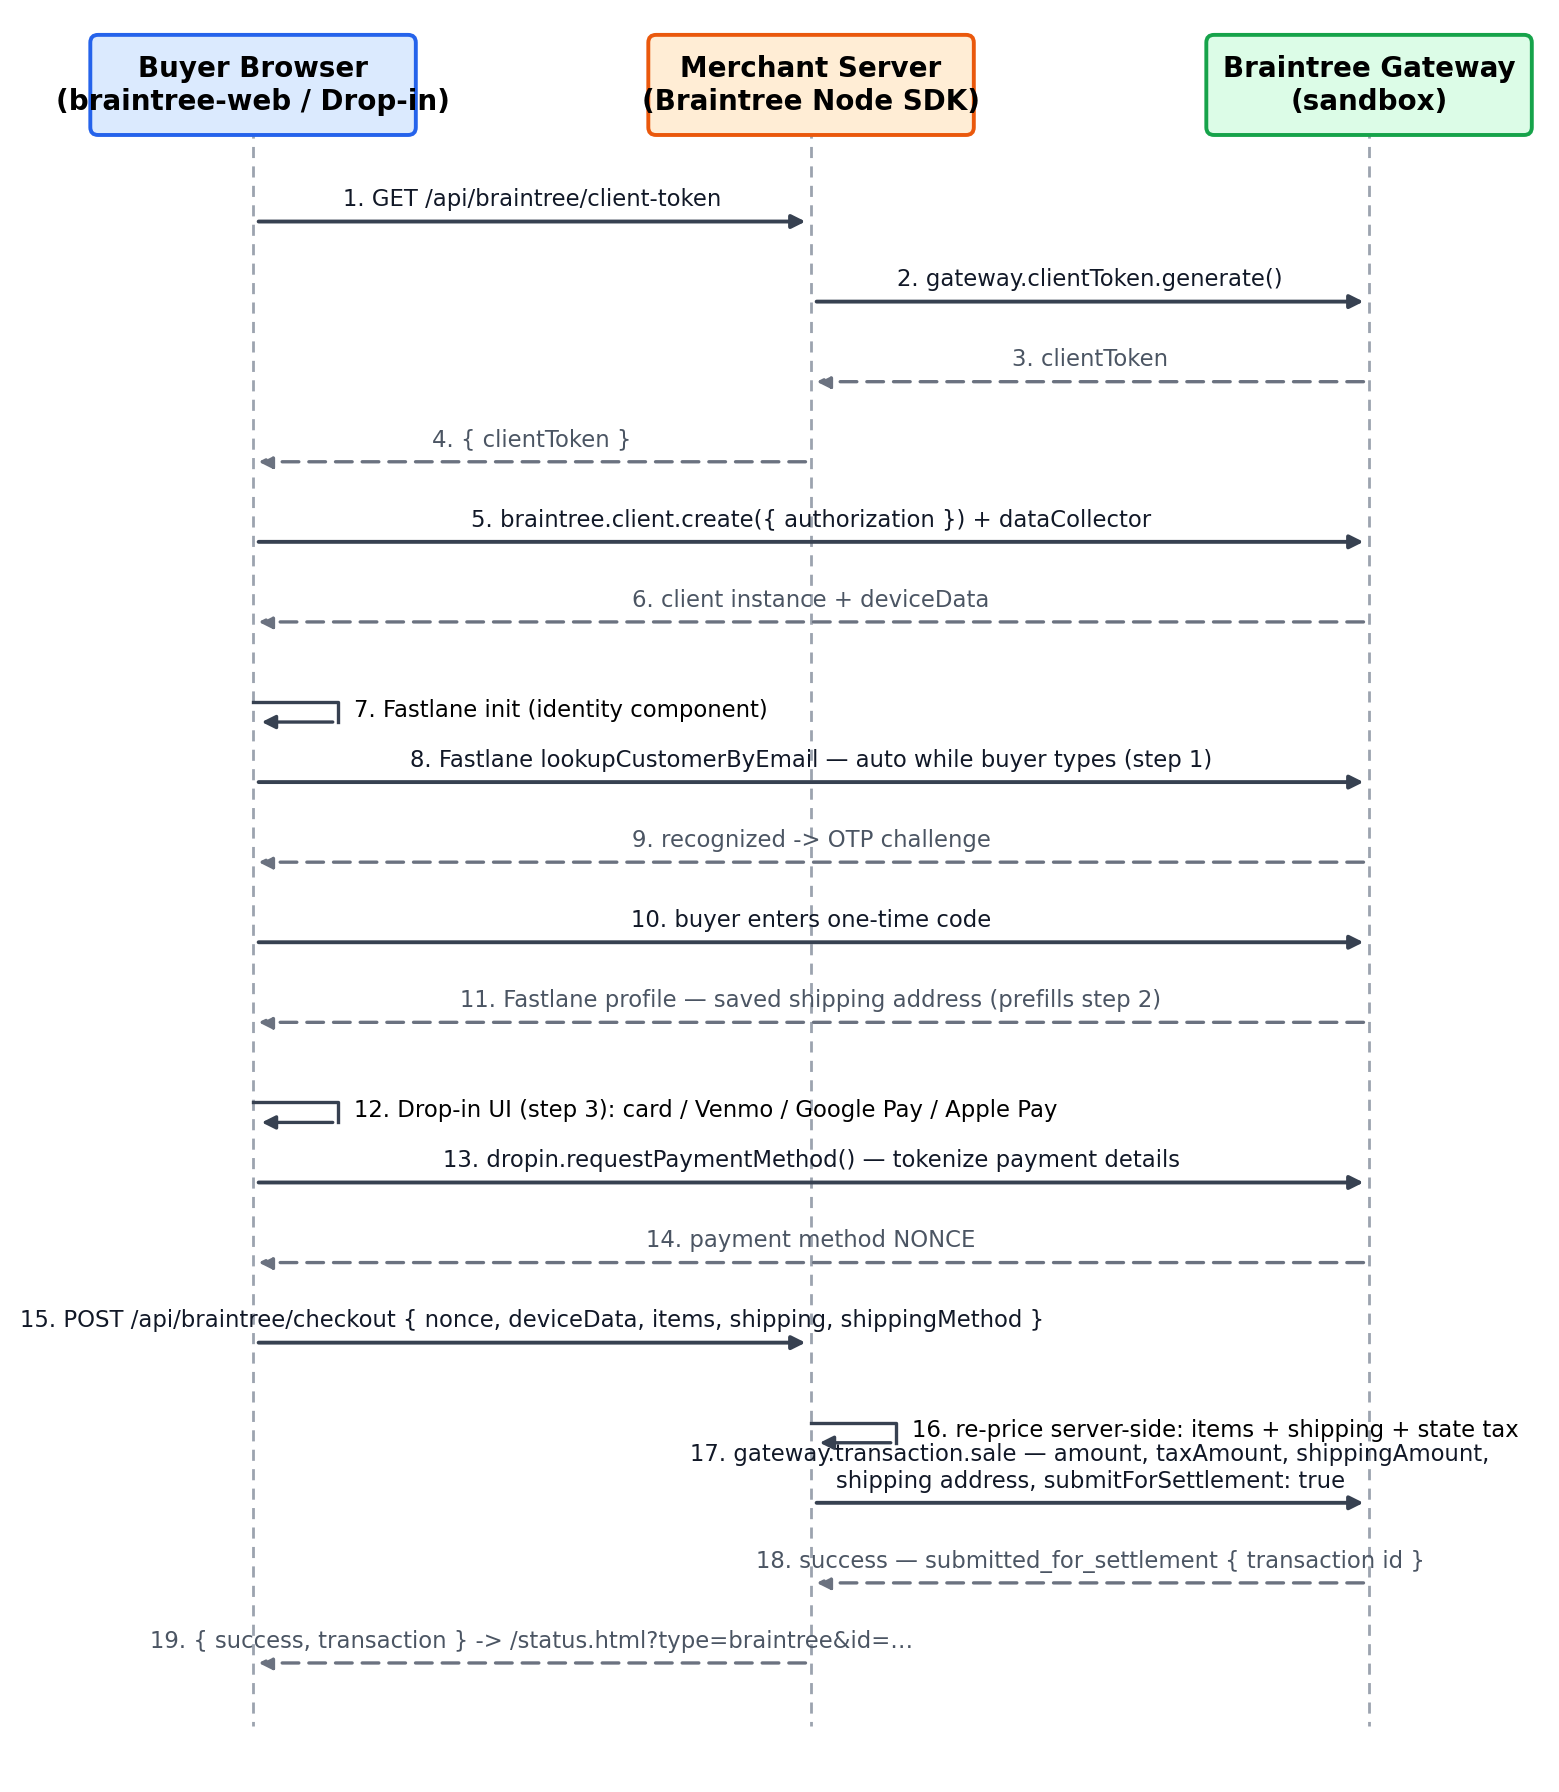 Buyer Browser
(braintree-web / Drop-in)
Merchant Server
(Braintree Node SDK)
Braintree Gateway
(sandbox)
1. GET /api/braintree/client-token
2. gateway.clientToken.generate()
3. clientToken
4. { clientToken }
5. braintree.client.create({ authorization }) + dataCollector
6. client instance + deviceData
7. Fastlane init (identity component)
8. Fastlane lookupCustomerByEmail — auto while buyer types (step 1)
9. recognized -> OTP challenge
10. buyer enters one-time code
11. Fastlane profile — saved shipping address (prefills step 2)
12. Drop-in UI (step 3): card / Venmo / Google Pay / Apple Pay
13. dropin.requestPaymentMethod() — tokenize payment details
14. payment method NONCE
15. POST /api/braintree/checkout { nonce, deviceData, items, shipping, shippingMethod }
16. re-price server-side: items + shipping + state tax
17. gateway.transaction.sale — amount, taxAmount, shippingAmount,
shipping address, submitForSettlement: true
18. success — submitted_for_settlement { transaction id }
19. { success, transaction } -> /status.html?type=braintree&id=…